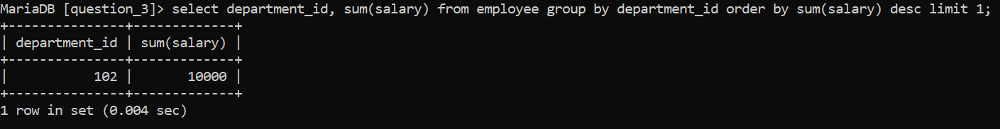 MariaDB [question_3]> select department_id, sum(salary) from employee group by department_id order by sum(salary) desc limit 1;
+---------------+-------------+
| department_id | sum(salary) |
+---------------+-------------+
|           102 |       10000 |
+---------------+-------------+
1 row in set (0.004 sec)